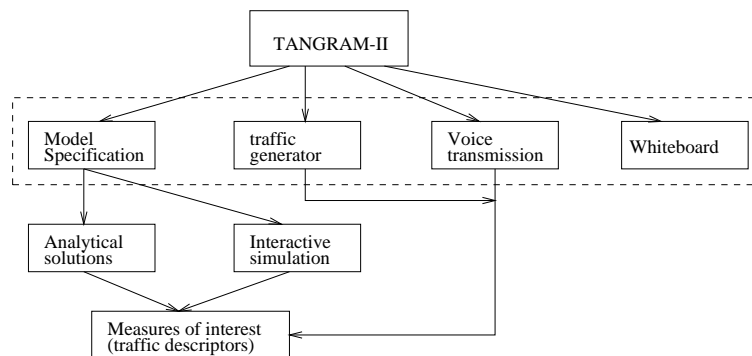 TANGRAM-II
Model
Specification
traffic
generator
Voice
transmission
Whiteboard
Analytical
solutions
Interactive
simulation
Measures of interest
(traffic descriptors)